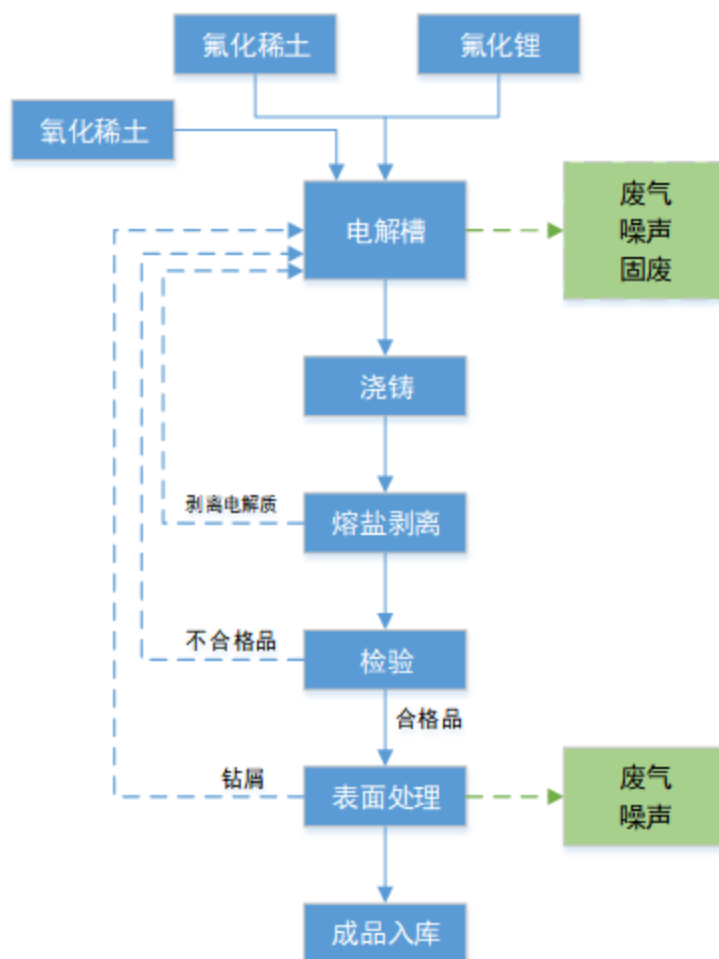 氟化稀土
氟化锂
氧化稀土
电解槽
废气
噪声
固废
浇铸
剥离电解质
熔盐剥离
不合格品
检验
合格品
钻屑
表面处理
废气
噪声
成品入库